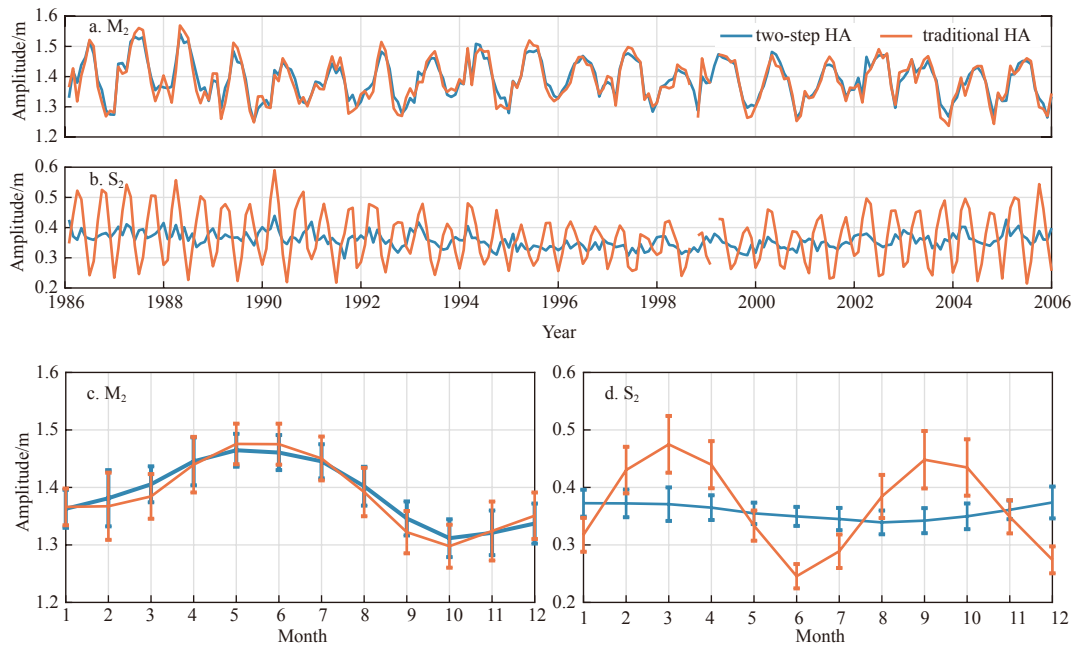 a. M₂
two-step HA
traditional HA
Amplitude/m
1.6
1.5
1.4
1.3
1.2
b. S₂
Amplitude/m
0.6
0.5
0.4
0.3
0.2
1986 1988 1990 1992 1994 1996 1998 2000 2002 2004 2006
Year
c. M₂
Amplitude/m
1.6
1.5
1.4
1.3
1.2
1 2 3 4 5 6 7 8 9 10 11 12
Month
d. S₂
0.6
0.5
0.4
0.3
0.2
1 2 3 4 5 6 7 8 9 10 11 12
Month